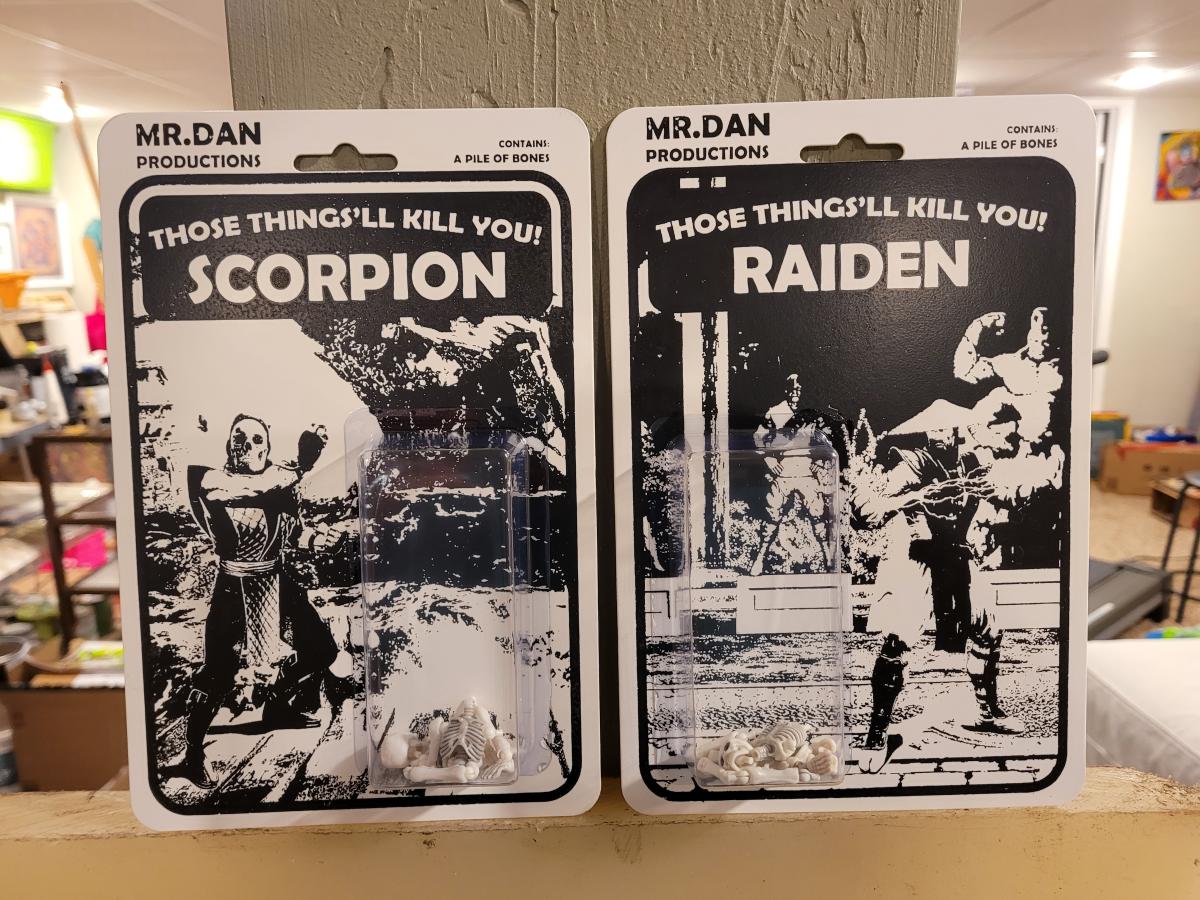 MR.DAN
PRODUCTIONS
CONTAINS:
A PILE OF BONES
THOSE THINGS'LL KILL YOU!
SCORPION
MR.DAN
PRODUCTIONS
CONTAINS:
A PILE OF BONES
THOSE THINGS'LL KILL YOU!
RAIDEN